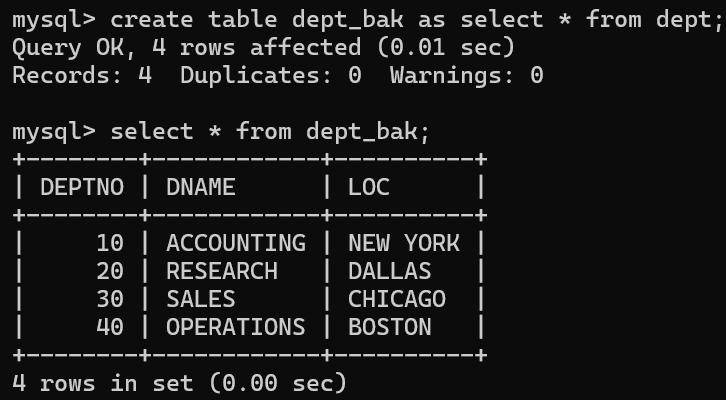 mysql> create table dept_bak as select * from dept;
Query OK, 4 rows affected (0.01 sec)
Records: 4  Duplicates: 0  Warnings: 0

mysql> select * from dept_bak;
+--------+------------+----------+
| DEPTNO | DNAME      | LOC      |
+--------+------------+----------+
|     10 | ACCOUNTING | NEW YORK |
|     20 | RESEARCH   | DALLAS   |
|     30 | SALES      | CHICAGO  |
|     40 | OPERATIONS | BOSTON   |
+--------+------------+----------+
4 rows in set (0.00 sec)